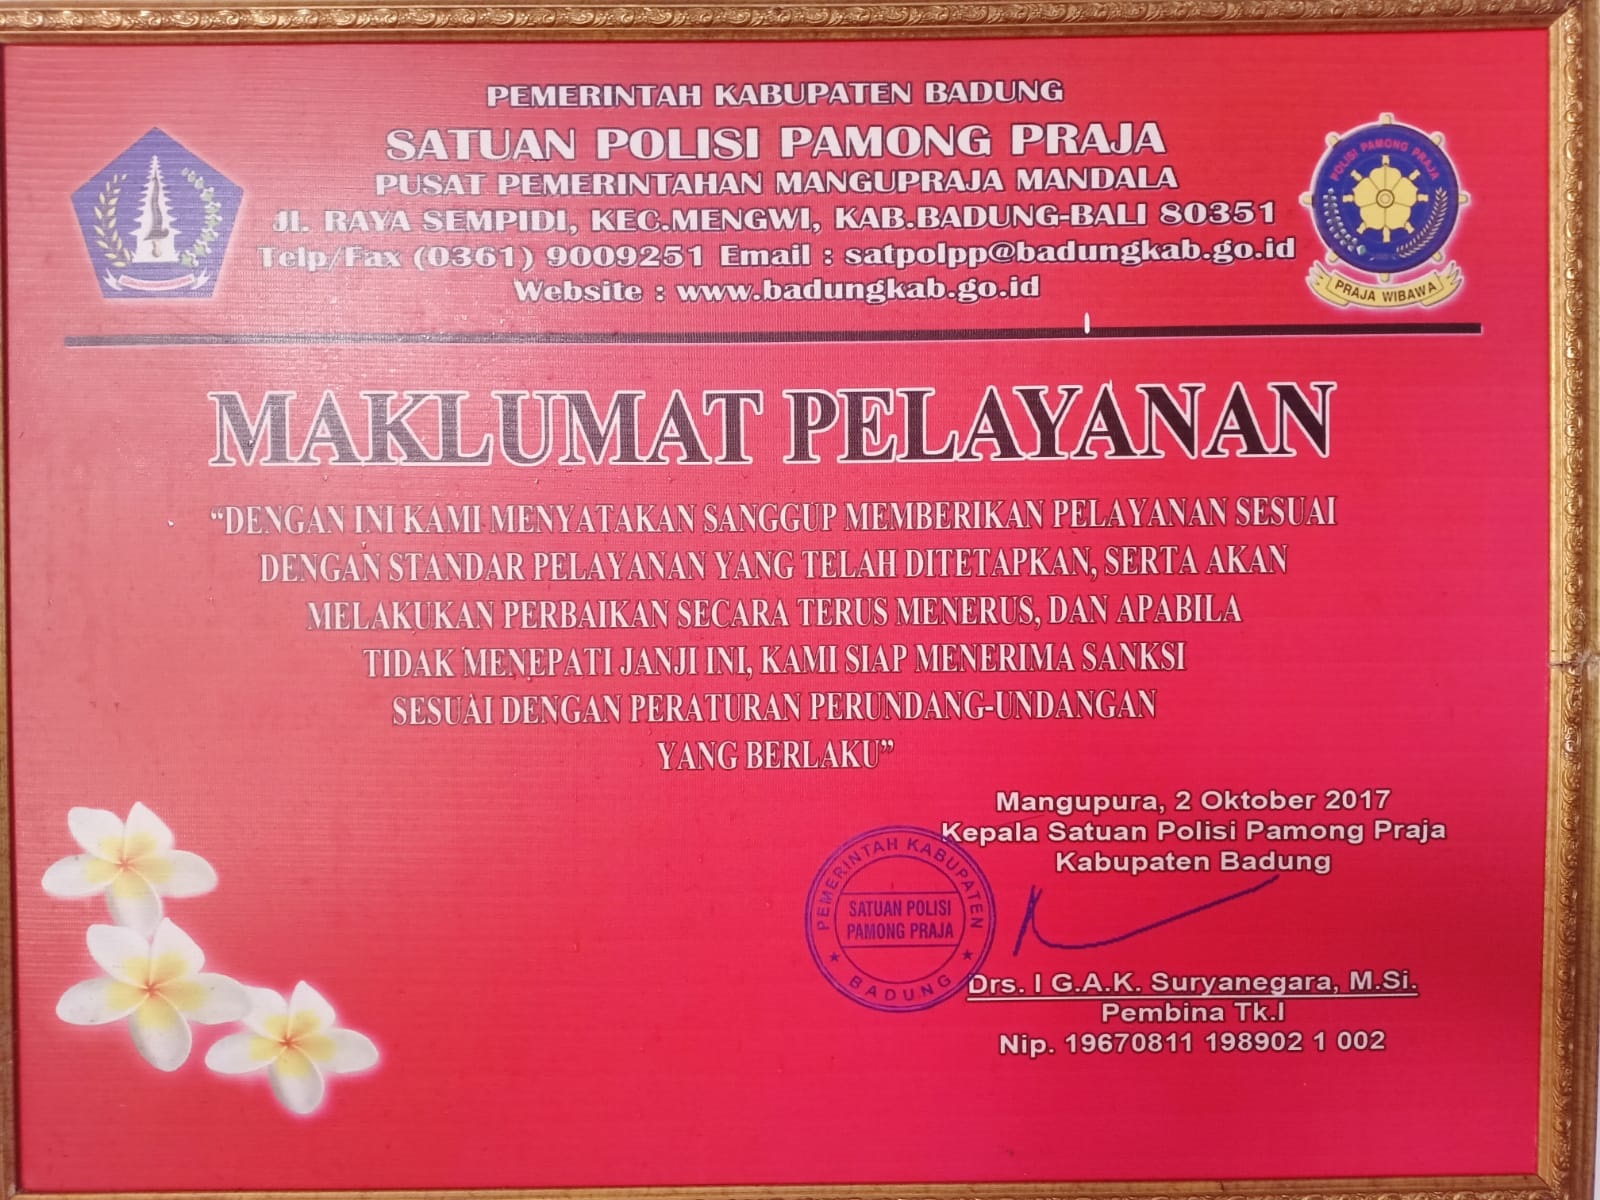 PEMERINTAH KABUPATEN BADUNG
SATUAN POLISI PAMONG PRAJA
PUSAT PEMERINTAHAN MANGUPRAJA MANDALA
Jl. RAYA SEMPIDI, KEC.MENGWI, KAB.BADUNG-BALI 80351
Telp/Fax (0361) 9009251 Email : satpolpp@badungkab.go.id
Website : www.badungkab.go.id
POLISI PAMONG PRAJA
PRAJA WIBAWA
MAKLUMAT PELAYANAN
“DENGAN INI KAMI MENYATAKAN SANGGUP MEMBERIKAN PELAYANAN SESUAI
DENGAN STANDAR PELAYANAN YANG TELAH DITETAPKAN, SERTA AKAN
MELAKUKAN PERBAIKAN SECARA TERUS MENERUS, DAN APABILA
TIDAK MENEPATI JANJI INI, KAMI SIAP MENERIMA SANKSI
SESUAI DENGAN PERATURAN PERUNDANG-UNDANGAN
YANG BERLAKU”
Mangupura, 2 Oktober 2017
Kepala Satuan Polisi Pamong Praja
Kabupaten Badung
PEMERINTAH KABUPATEN
SATUAN POLISI
PAMONG PRAJA
BADUNG
Drs. I G.A.K. Suryanegara, M.Si.
Pembina Tk.I
Nip. 19670811 198902 1 002